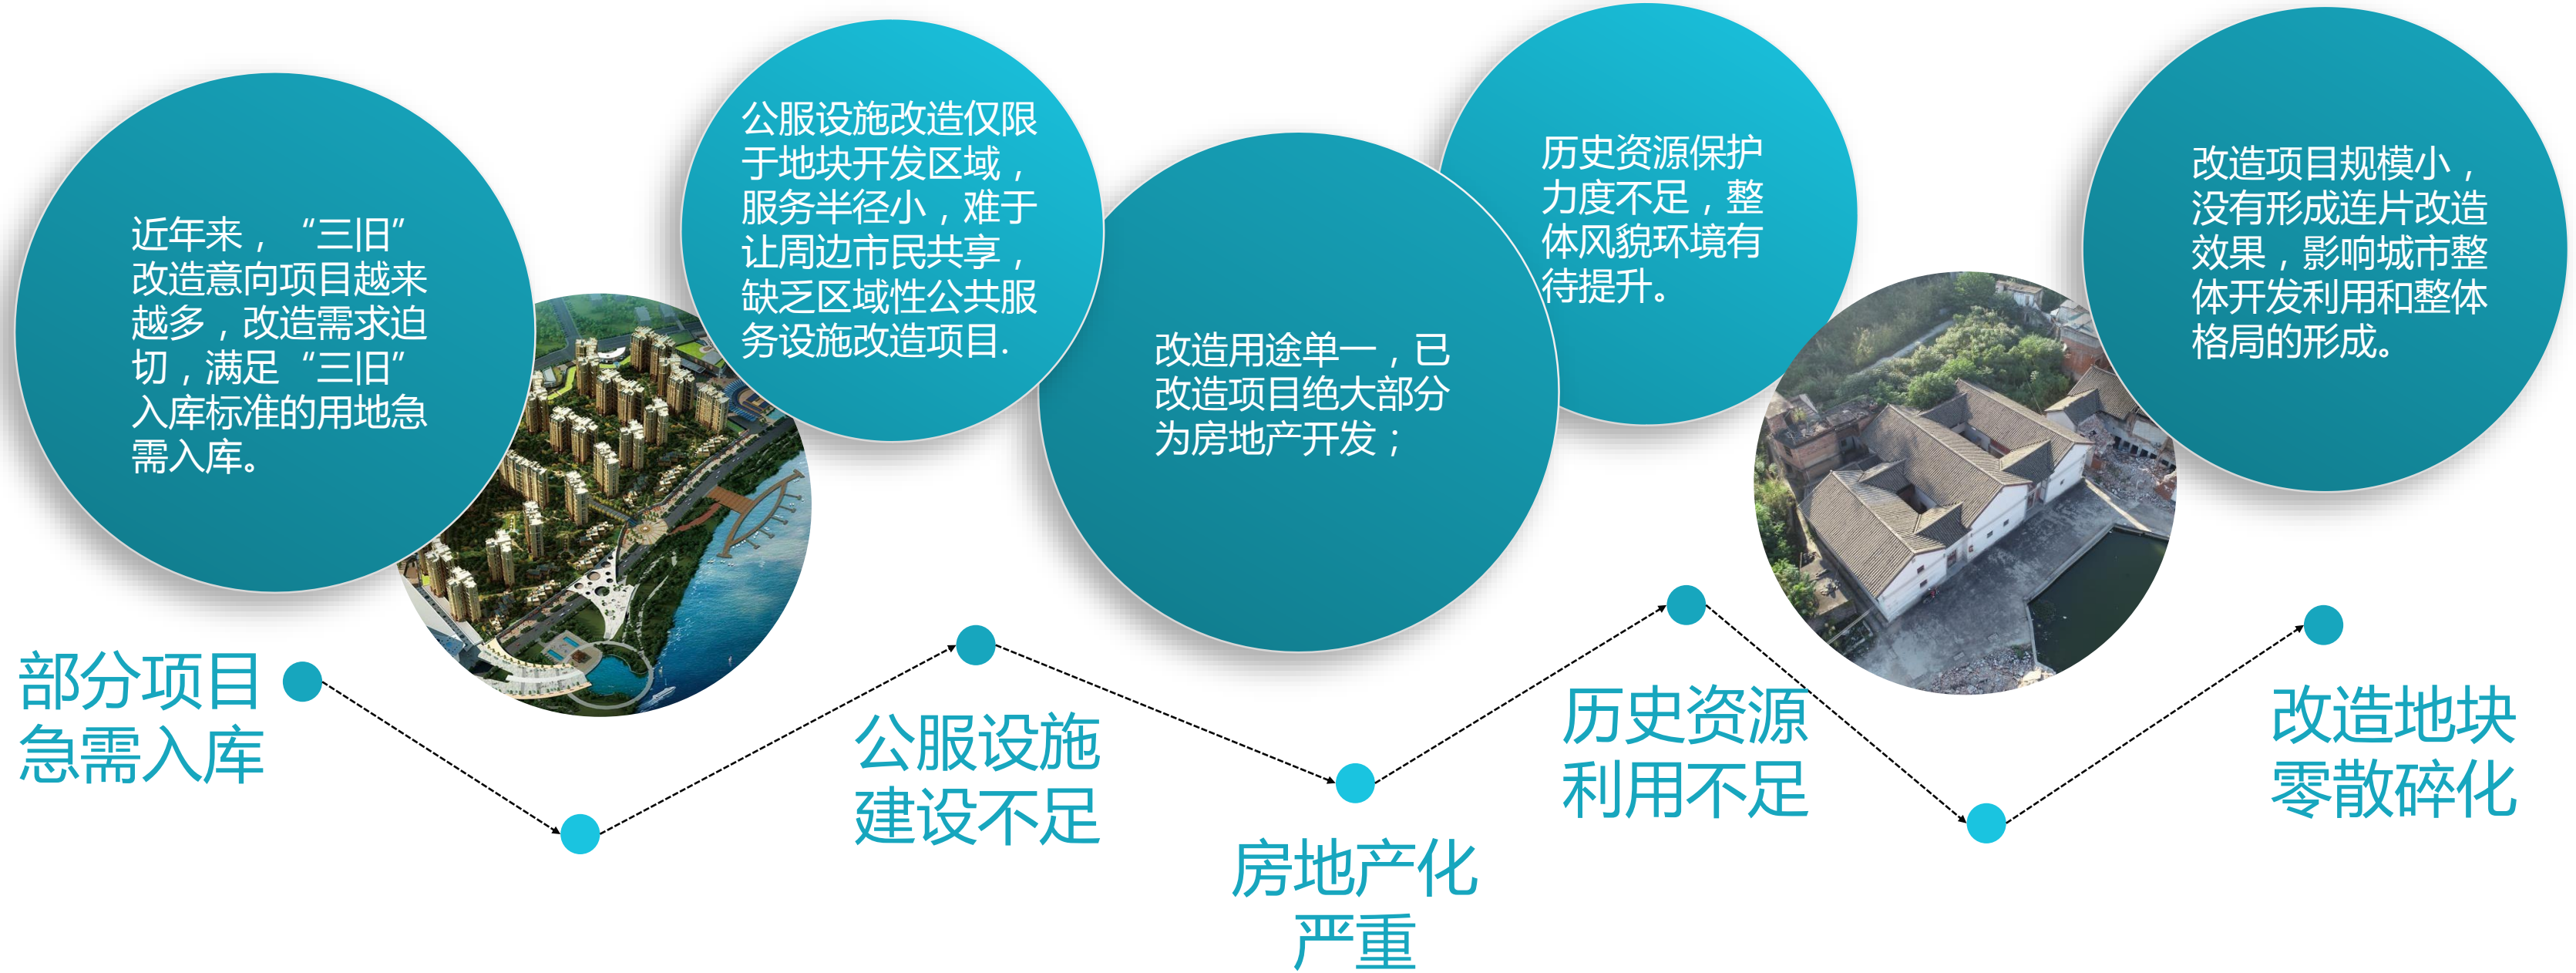 近年来，“三旧”
改造意向项目越来
越多，改造需求迫
切，满足“三旧”
入库标准的用地急
需入库。
公服设施改造仅限
于地块开发区域，
服务半径小，难于
让周边市民共享，
缺乏区域性公共服
务设施改造项目.
改造用途单一，已
改造项目绝大部分
为房地产开发；
历史资源保护
力度不足，整
体风貌环境有
待提升。
改造项目规模小，
没有形成连片改造
效果，影响城市整
体开发利用和整体
格局的形成。
部分项目
急需入库
公服设施
建设不足
房地产化
严重
历史资源
利用不足
改造地块
零散碎化